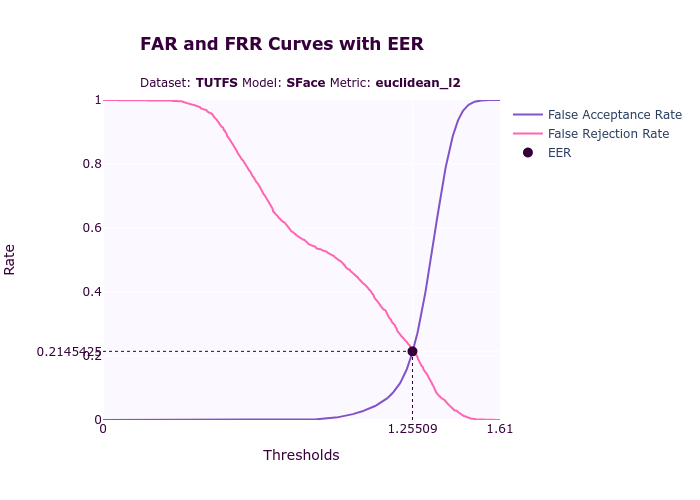 FAR and FRR Curves with EER
Dataset: TUTFS Model: SFace Metric: euclidean_l2
False Acceptance Rate
False Rejection Rate
EER
Rate
1
0.8
0.6
0.4
0.2145425
0.2
0
0
1.25509
1.61
Thresholds